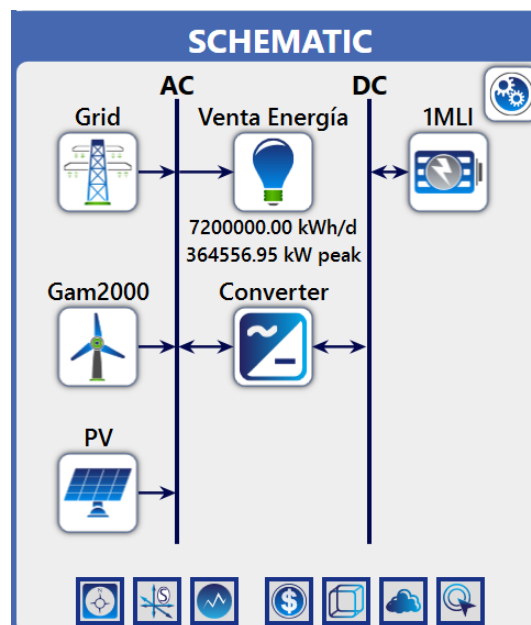 SCHEMATIC
AC
DC
Grid
Venta Energía
1MLI
7200000.00 kWh/d
364556.95 kW peak
Gam2000
Converter
PV